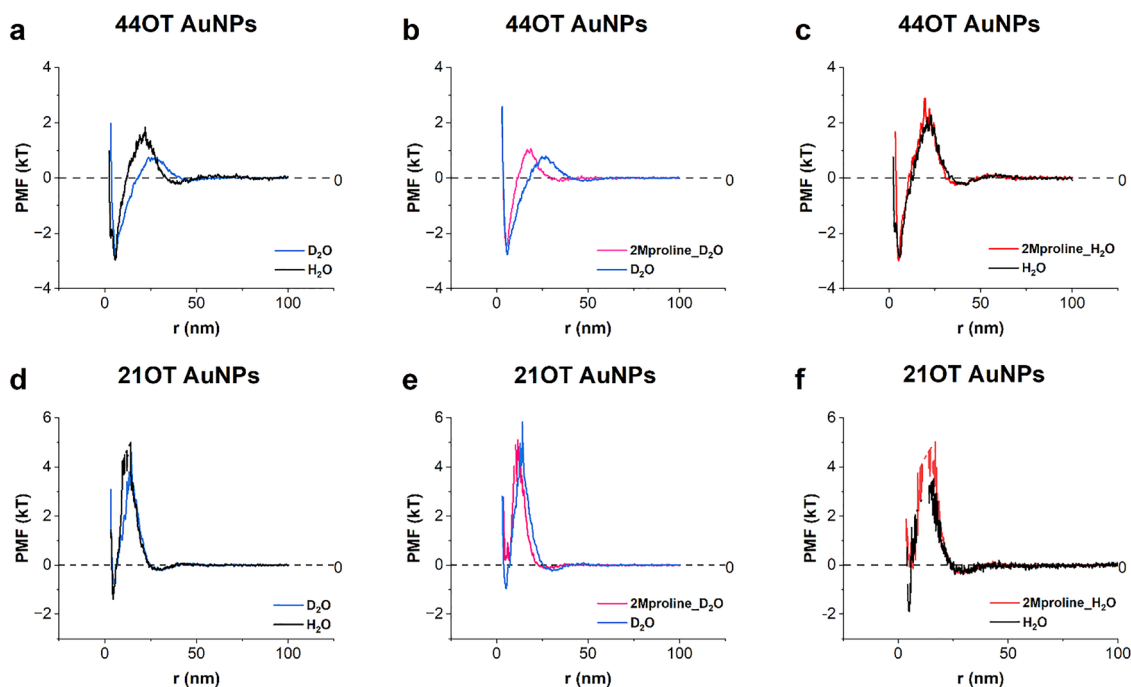 a 44OT AuNPs
PMF (kT)
4
2
0
−2
−4
0
D₂O
H₂O
0 50 100
r (nm)
b 44OT AuNPs
PMF (kT)
4
2
0
−2
−4
0
2Mproline_D₂O
D₂O
0 50 100
r (nm)
c 44OT AuNPs
PMF (kT)
4
2
0
−2
−4
0
2Mproline_H₂O
H₂O
0 50 100
r (nm)
d 21OT AuNPs
PMF (kT)
6
4
2
0
−2
0
D₂O
H₂O
0 50 100
r (nm)
e 21OT AuNPs
PMF (kT)
6
4
2
0
−2
0
2Mproline_D₂O
D₂O
0 50 100
r (nm)
f 21OT AuNPs
PMF (kT)
6
4
2
0
−2
0
2Mproline_H₂O
H₂O
0 50 100
r (nm)